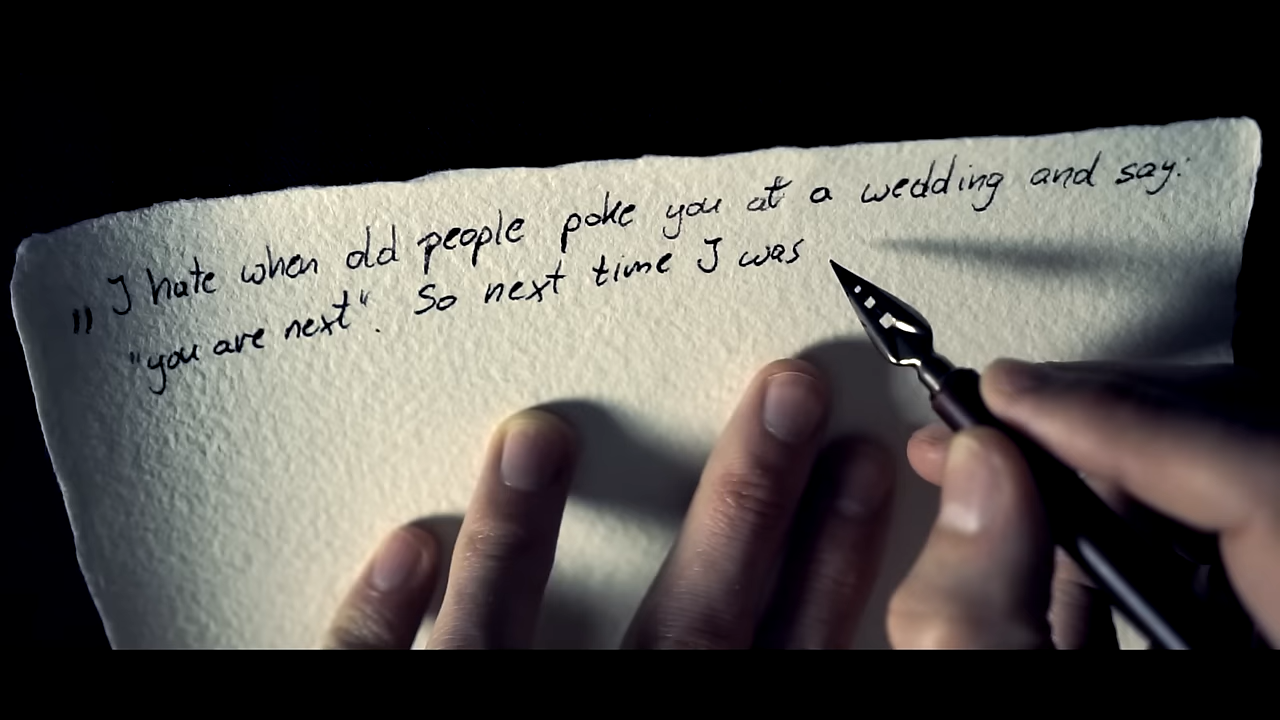 „I hate when old people poke you at a wedding and say:
"you are next". So next time I was